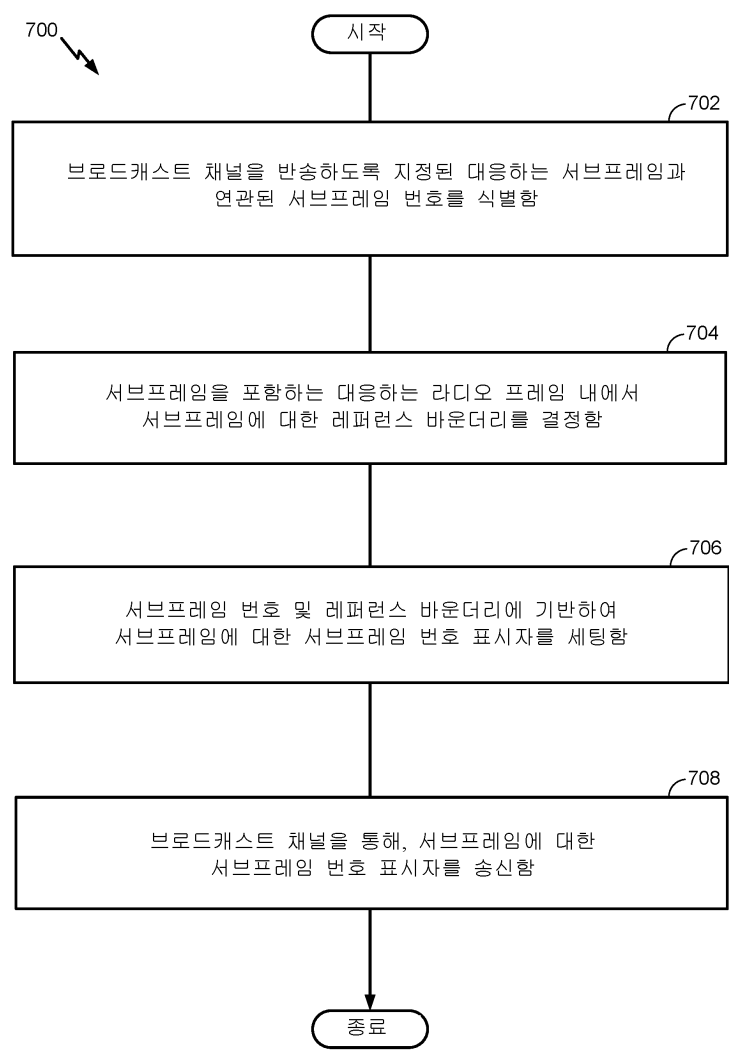 700
시작
702
브로드캐스트 채널을 반송하도록 지정된 대응하는 서브프레임과
연관된 서브프레임 번호를 식별함
704
서브프레임을 포함하는 대응하는 라디오 프레임 내에서
서브프레임에 대한 레퍼런스 바운더리를 결정함
706
서브프레임 번호 및 레퍼런스 바운더리에 기반하여
서브프레임에 대한 서브프레임 번호 표시자를 세팅함
708
브로드캐스트 채널을 통해, 서브프레임에 대한
서브프레임 번호 표시자를 송신함
종료